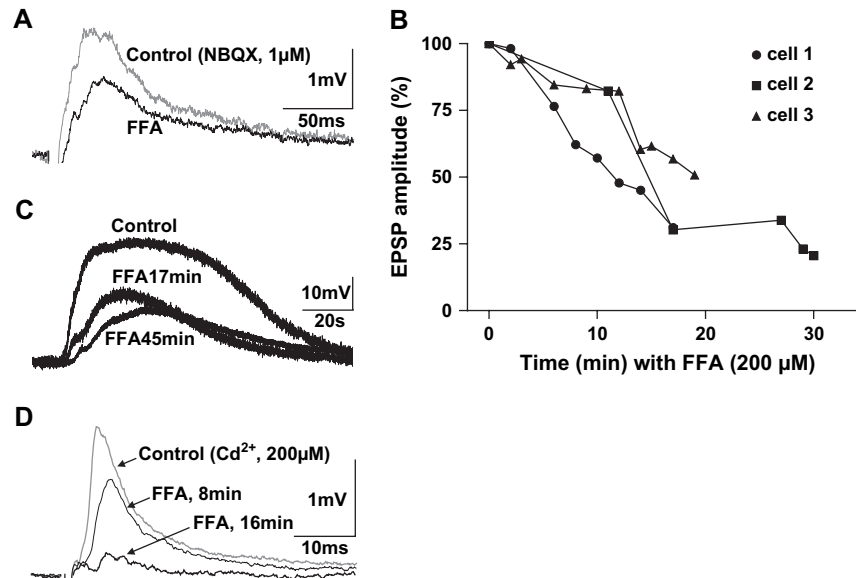 A
Control (NBQX, 1µM)
1mV
50ms
FFA
B
100
75
50
25
0
EPSP amplitude (%)
cell 1
cell 2
cell 3
0
10
20
30
Time (min) with FFA (200 µM)
C
Control
FFA17min
FFA45min
10mV
20s
D
Control (Cd²⁺, 200µM)
FFA, 8min
FFA, 16min
1mV
10ms